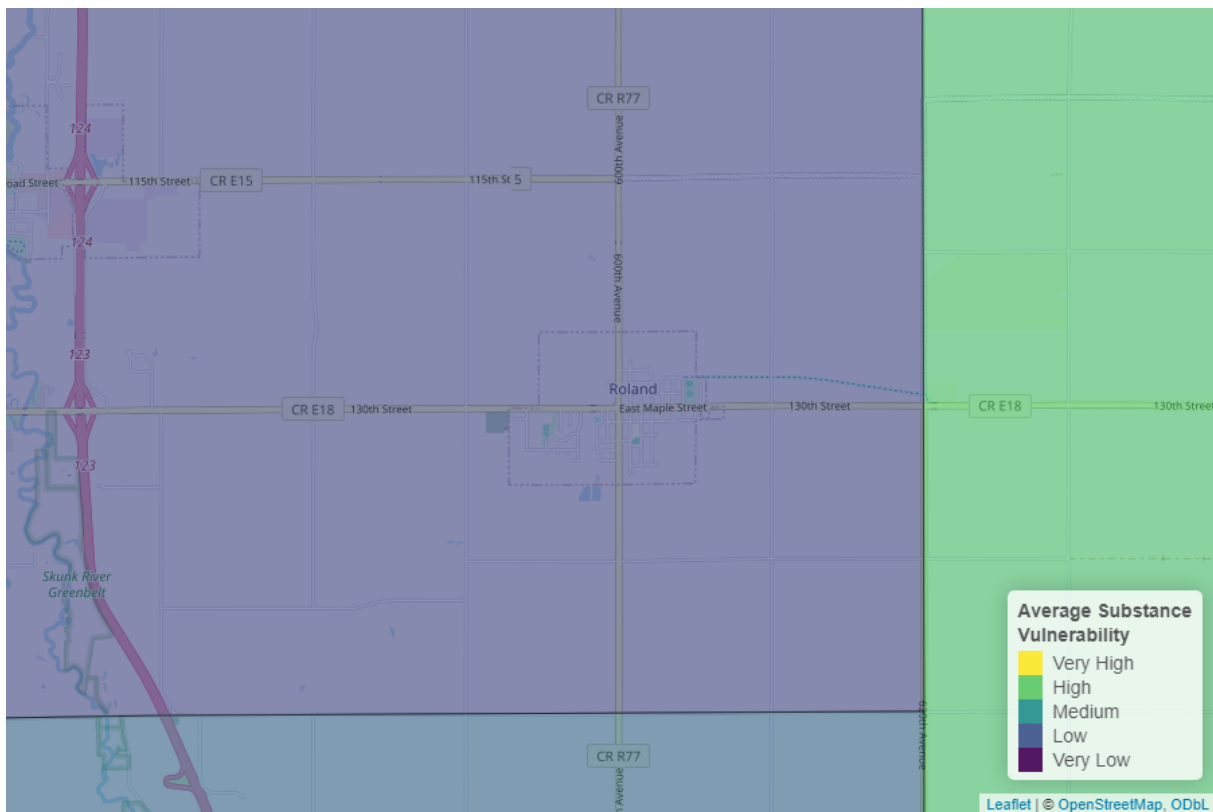 124
CR R77
600th Avenue
oad Street
115th Street
CR E15
115th St
5
124
600th Avenue
123
Roland
CR E18
130th Street
East Maple Street
130th Street
CR E18
130th Street
123
Skunk River
Greenbelt
Average Substance
Vulnerability
Very High
High
Medium
Low
Very Low
CR R77
Leaflet | © OpenStreetMap, ODbL